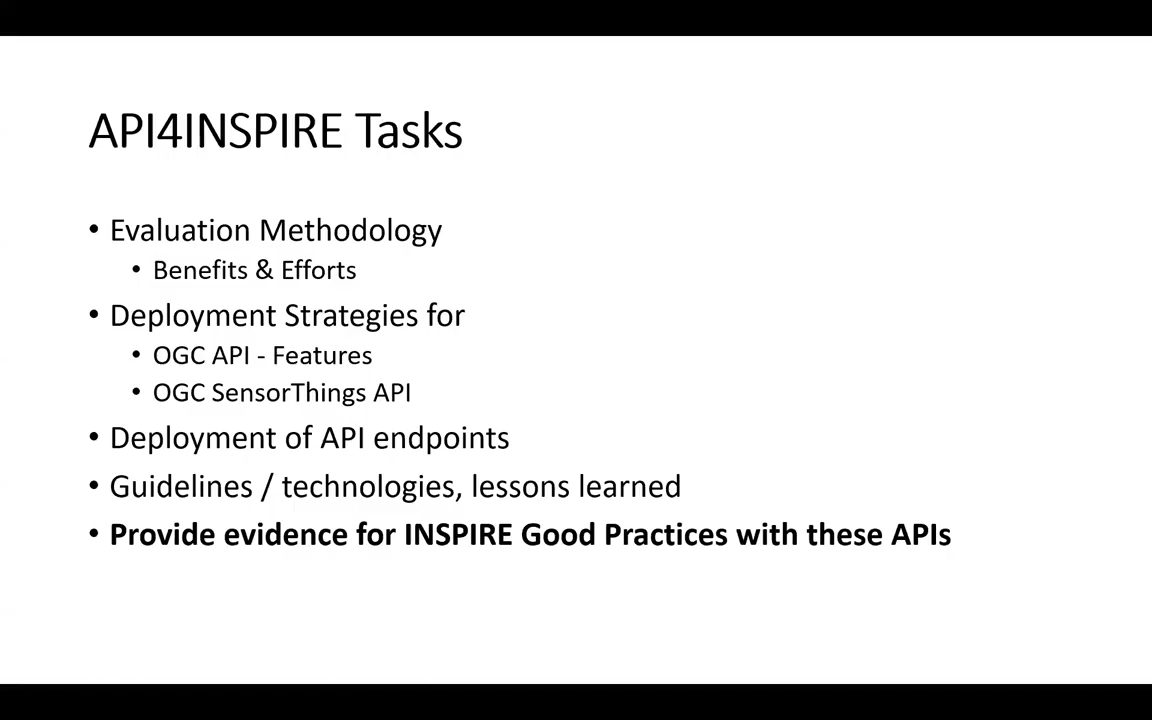 API4INSPIRE Tasks
• Evaluation Methodology
• Benefits & Efforts
• Deployment Strategies for
• OGC API - Features
• OGC SensorThings API
• Deployment of API endpoints
• Guidelines / technologies, lessons learned
• Provide evidence for INSPIRE Good Practices with these APIs